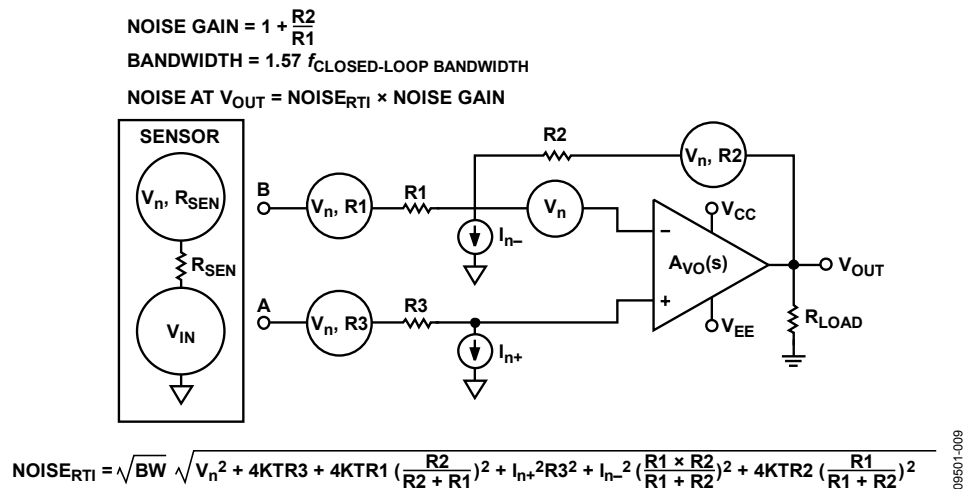 NOISE GAIN = 1 + R2/R1
BANDWIDTH = 1.57 fCLOSED-LOOP BANDWIDTH
NOISE AT VOUT = NOISERTI × NOISE GAIN
SENSOR
Vn, RSEN
RSEN
VIN
B
Vn, R1
R1
R2
Vn, R2
Vn
In–
A
Vn, R3
R3
In+
VCC
–
AVO(s)
+
VEE
VOUT
RLOAD
NOISERTI = √BW √Vn² + 4KTR3 + 4KTR1 (R2/R2 + R1)² + In+²R3² + In–² (R1 × R2/R1 + R2)² + 4KTR2 (R1/R1 + R2)²
09501-009